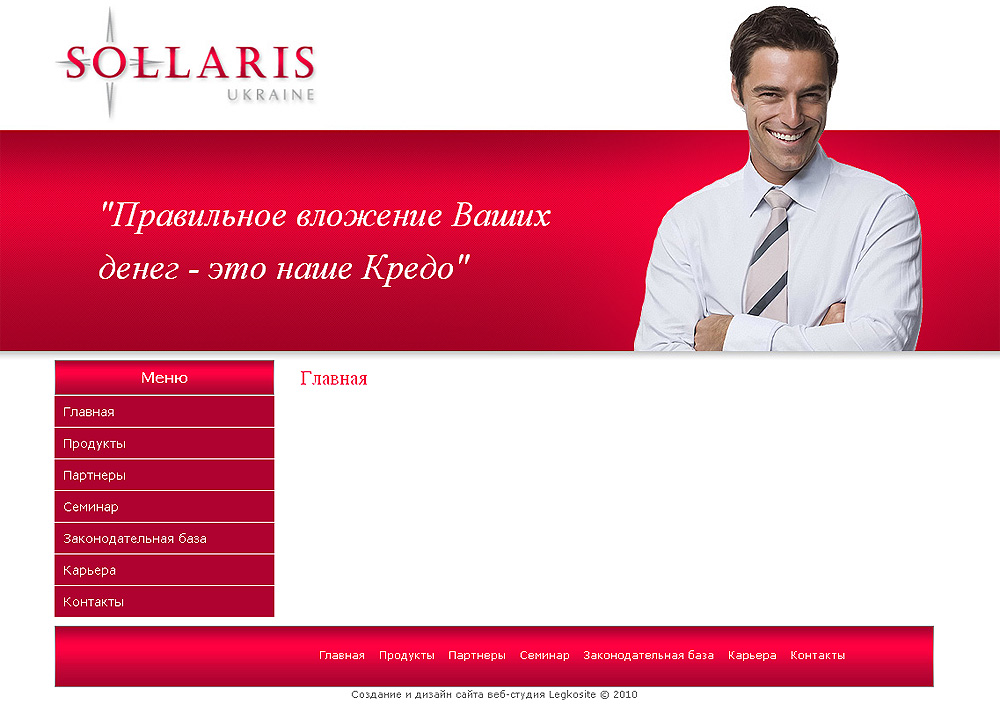 SOLLARIS
UKRAINE
"Правильное вложение Ваших
денег - это наше Кредо"
Меню
Главная
Продукты
Партнеры
Семинар
Законодательная база
Карьера
Контакты
Главная
Главная Продукты Партнеры Семинар Законодательная база Карьера Контакты
Создание и дизайн сайта веб-студия Legkosite © 2010